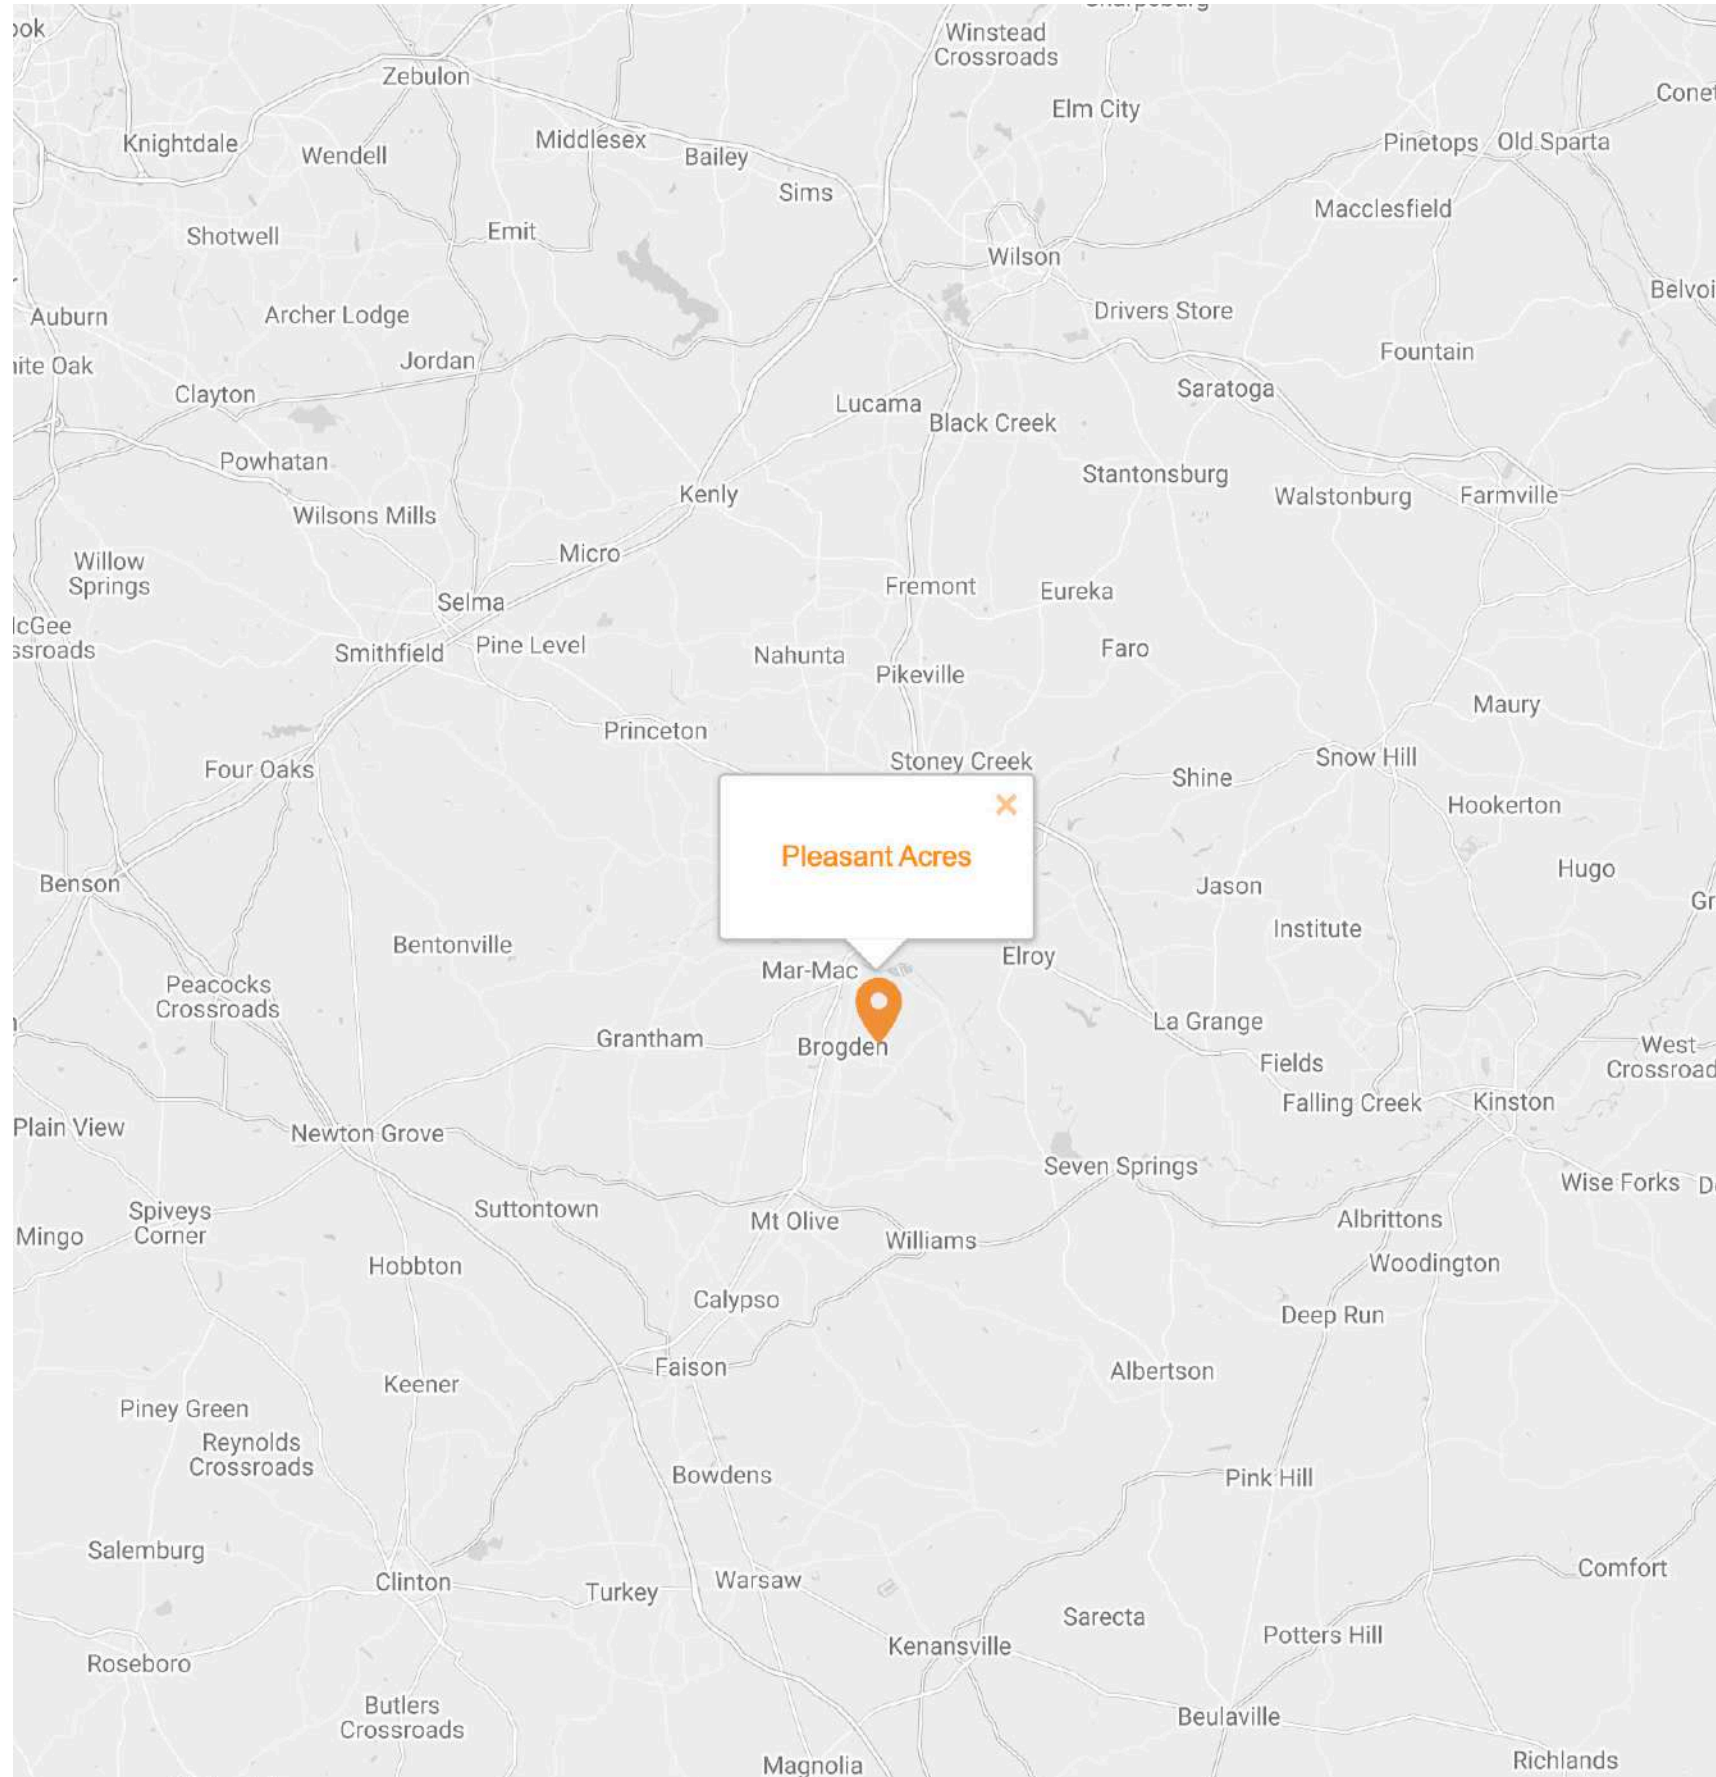 Winstead
Crossroads
Zebulon
Elm City
Knightdale
Wendell
Middlesex
Bailey
Pinetops
Old Sparta
Sims
Macclesfield
Shotwell
Emit
Wilson
Auburn
Archer Lodge
Drivers Store
Jordan
Fountain
Clayton
Saratoga
Lucama
Black Creek
Powhatan
Stantonsburg
Kenly
Walstonburg
Farmville
Wilsons Mills
Micro
Willow
Springs
Fremont
Eureka
Selma
Smithfield
Pine Level
Nahunta
Faro
Pikeville
Princeton
Maury
Four Oaks
Stoney Creek
Shine
Snow Hill
Hookerton
Pleasant Acres
Benson
Jason
Hugo
Institute
Bentonville
Elroy
Mar-Mac
Peacocks
Crossroads
La Grange
Grantham
Brogden
Fields
West
Crossroad
Falling Creek
Kinston
Plain View
Newton Grove
Seven Springs
Wise Forks
Suttontown
Spiveys
Corner
Mt Olive
Albrittons
Mingo
Williams
Hobbton
Woodington
Calypso
Deep Run
Faison
Albertson
Keener
Piney Green
Reynolds
Crossroads
Bowdens
Pink Hill
Salemburg
Clinton
Turkey
Warsaw
Comfort
Sarecta
Kenansville
Potters Hill
Roseboro
Butlers
Crossroads
Beulaville
Magnolia
Richlands